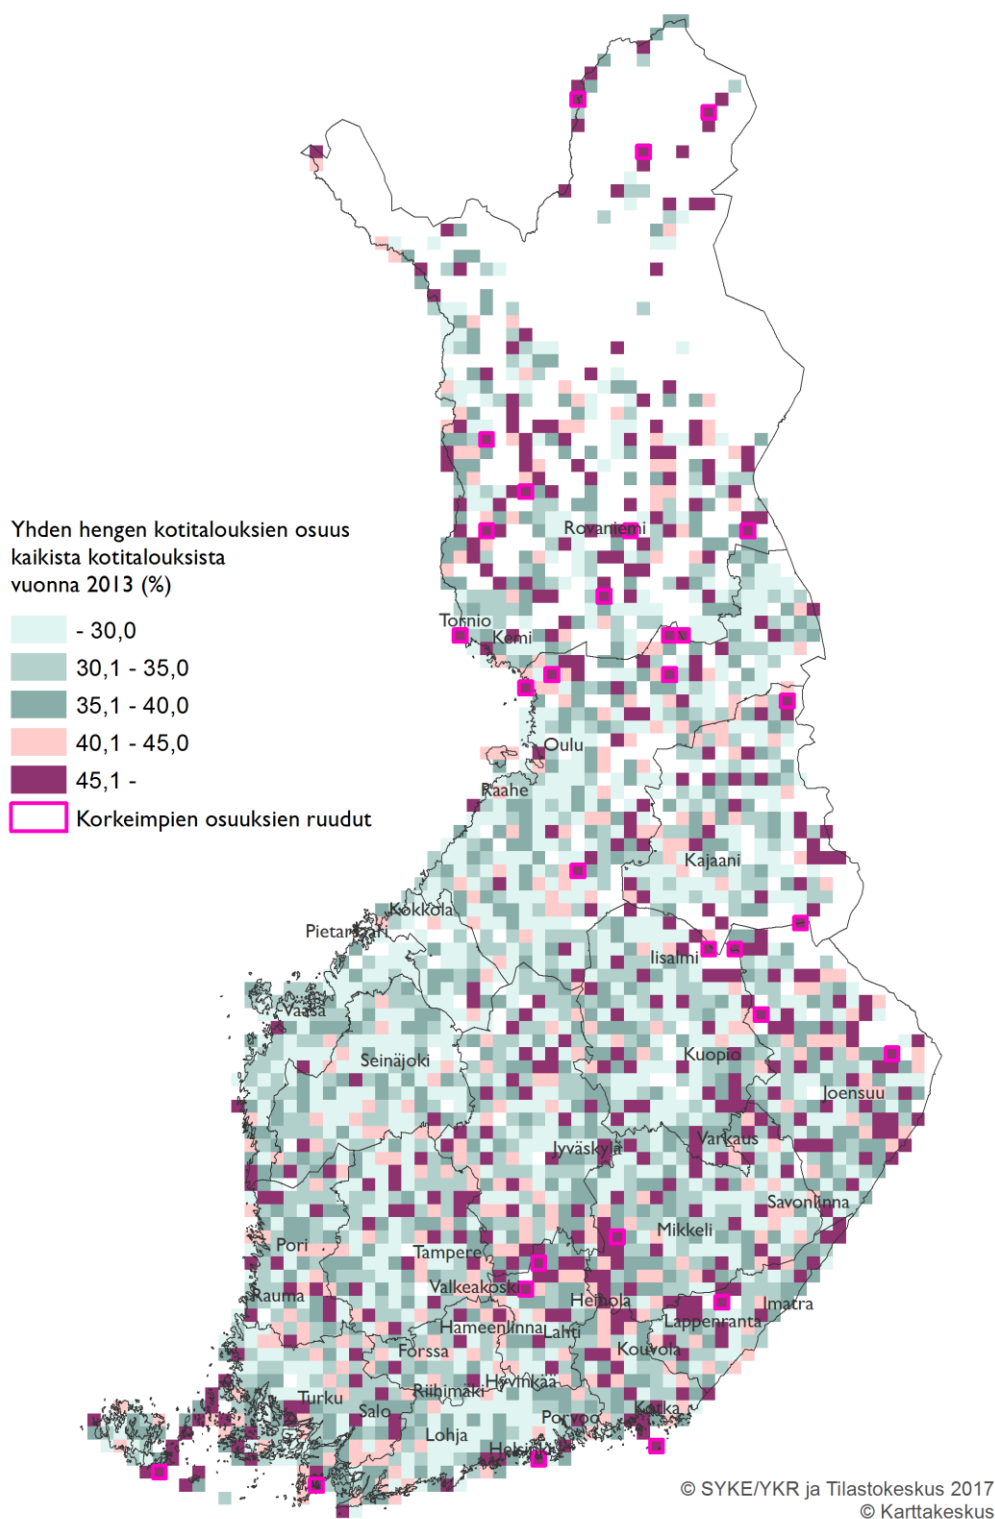 Yhden hengen kotitalouksien osuus
kaikista kotitalouksista
vuonna 2013 (%)
- 30,0
30,1 - 35,0
35,1 - 40,0
40,1 - 45,0
45,1 -
Korkeimpien osuuksien ruudut
Rovaniemi
Tornio
Kemi
Oulu
Raahe
Kajaani
Kokkola
Pietarsaari
Iisalmi
Vaasa
Seinäjoki
Kuopio
Joensuu
Varkaus
Jyväskylä
Savonlinna
Mikkeli
Pori
Tampere
Valkeakoski
Rauma
Heinola
Imatra
Lappenranta
Hämeenlinna
Lahti
Forssa
Kouvola
Hyvinkää
Riihimäki
Turku
Salo
Porvoo
Kotka
Lohja
Helsinki
© SYKE/YKR ja Tilastokeskus 2017
© Karttakeskus